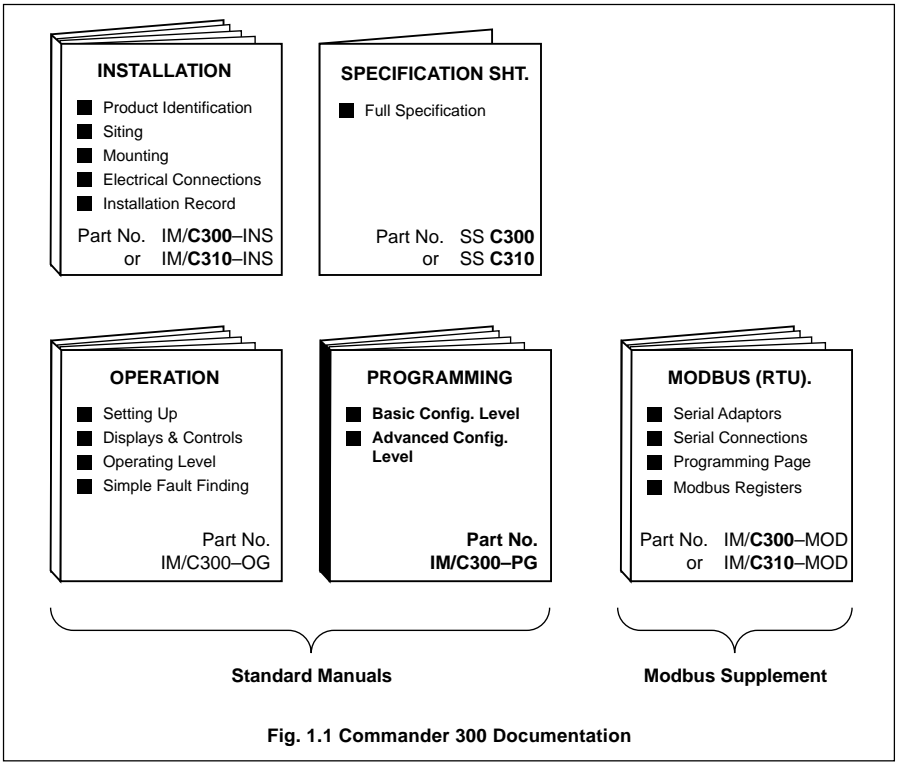 INSTALLATION
Product Identification
Siting
Mounting
Electrical Connections
Installation Record
Part No. IM/C300–INS
or IM/C310–INS
SPECIFICATION SHT.
Full Specification
Part No. SS C300
or SS C310
OPERATION
Setting Up
Displays & Controls
Operating Level
Simple Fault Finding
Part No.
IM/C300–OG
PROGRAMMING
Basic Config. Level
Advanced Config.
Level
Part No.
IM/C300–PG
MODBUS (RTU).
Serial Adaptors
Serial Connections
Programming Page
Modbus Registers
Part No. IM/C300–MOD
or IM/C310–MOD
Standard Manuals
Modbus Supplement
Fig. 1.1 Commander 300 Documentation